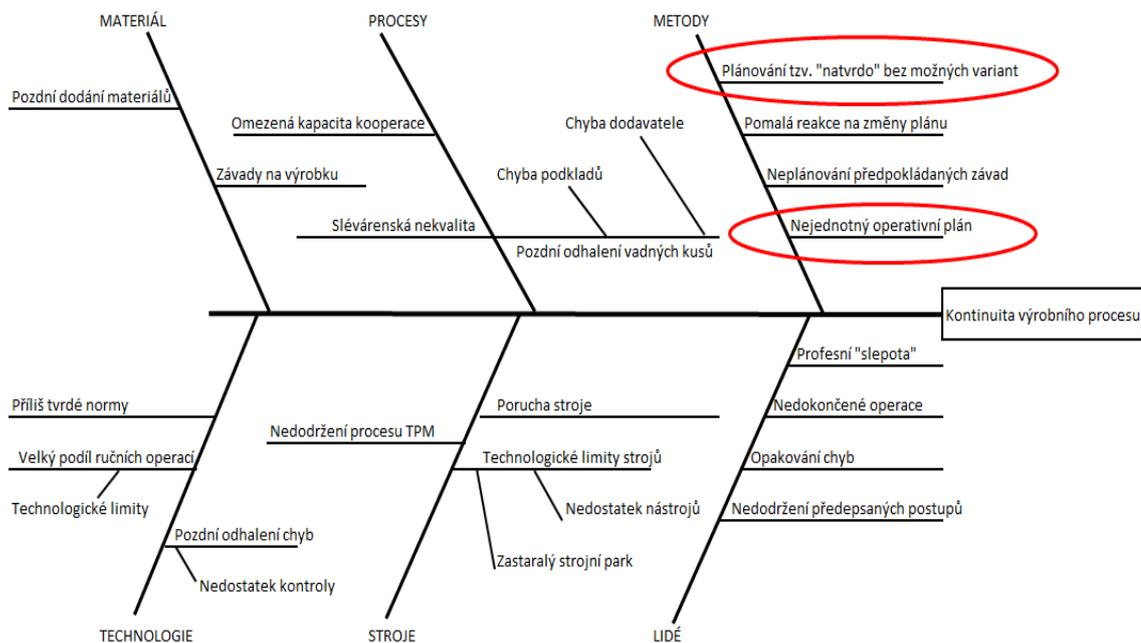 MATERIÁL
PROCESY
METODY
Plánování tzv. "natvrdo" bez možných variant
Pozdní dodání materiálů
Omezená kapacita kooperace
Chyba dodavatele
Pomalá reakce na změny plánu
Závady na výrobku
Chyba podkladů
Neplánování předpokládaných závad
Slévárenská nekvalita
Pozdní odhalení vadných kusů
Nejednotný operativní plán
Kontinuita výrobního procesu
Profesní "slepota"
Příliš tvrdé normy
Porucha stroje
Nedokončené operace
Nedodržení procesu TPM
Velký podíl ručních operací
Technologické limity strojů
Opakování chyb
Technologické limity
Nedostatek nástrojů
Nedodržení předepsaných postupů
Pozdní odhalení chyb
Zastaralý strojní park
Nedostatek kontroly
TECHNOLOGIE
STROJE
LIDÉ